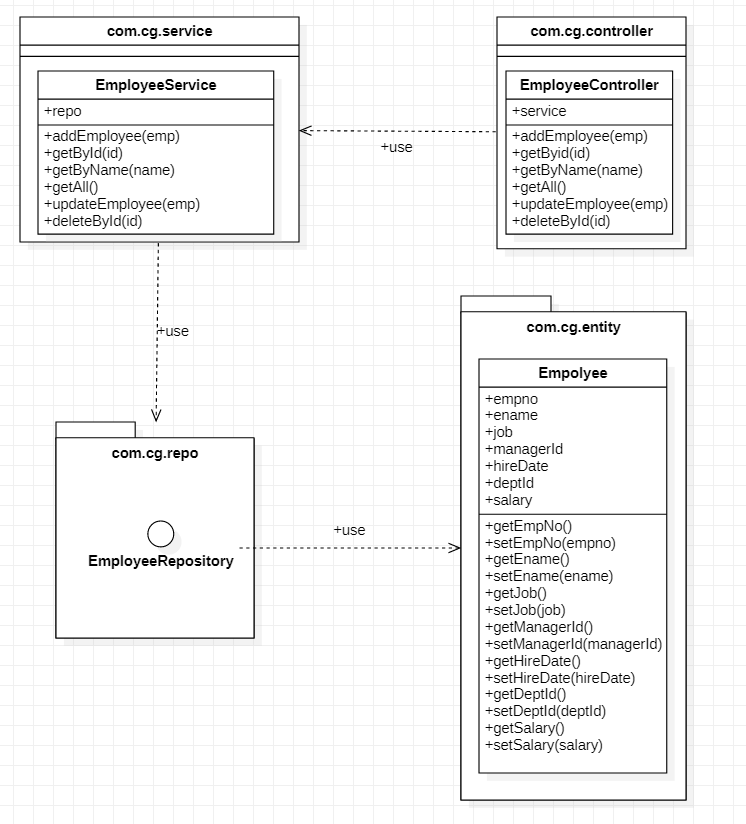 com.cg.service
EmployeeService
+repo
+addEmployee(emp)
+getById(id)
+getByName(name)
+getAll()
+updateEmployee(emp)
+deleteById(id)
+use
com.cg.controller
EmployeeController
+service
+addEmployee(emp)
+getByid(id)
+getByName(name)
+getAll()
+updateEmployee(emp)
+deleteById(id)
+use
com.cg.repo
EmployeeRepository
+use
com.cg.entity
Empolyee
+empno
+ename
+job
+managerId
+hireDate
+deptId
+salary
+getEmpNo()
+setEmpNo(empno)
+getEname()
+setEname(ename)
+getJob()
+setJob(job)
+getManagerId()
+setManagerId(managerId)
+getHireDate()
+setHireDate(hireDate)
+getDeptId()
+setDeptId(deptId)
+getSalary()
+setSalary(salary)